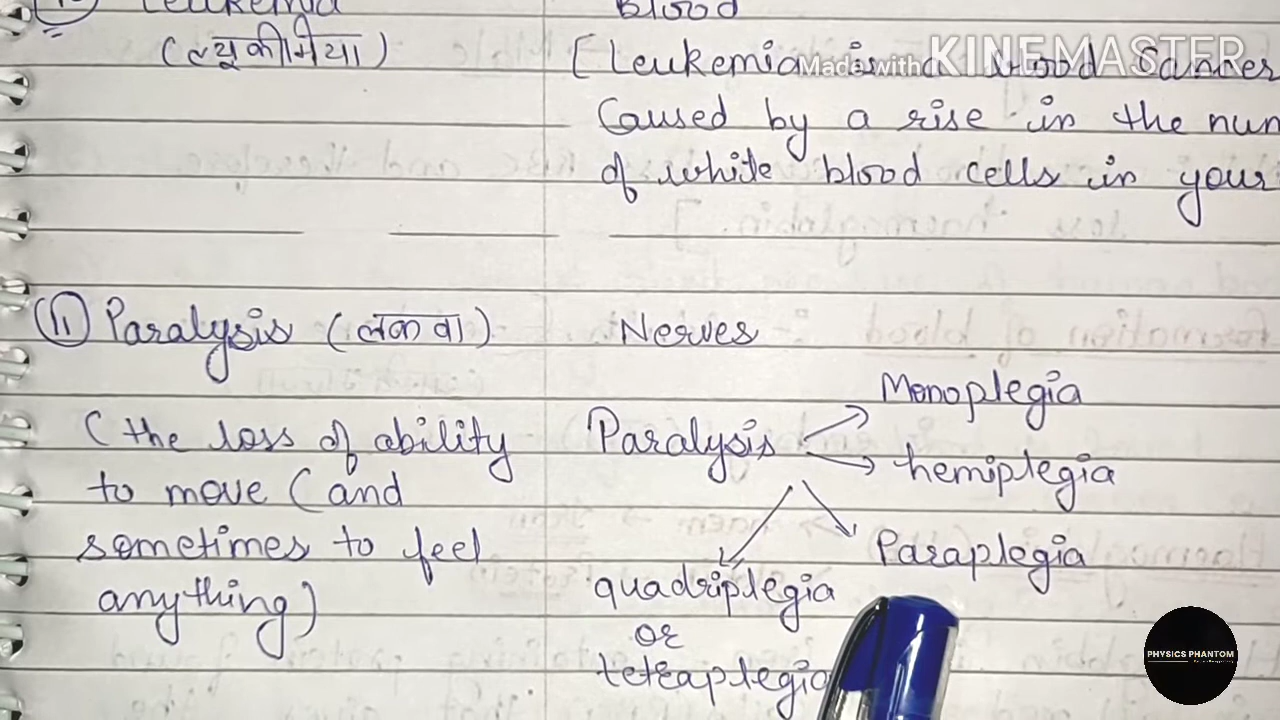 Leukemia
blood
(ल्यूकीमिया)
[Leukemia is a blood Cancer
Made with KINEMASTER
Caused by a rise in the num
of white blood cells in your
(11) Paralysis (लकवा)
Nerves
(the loss of ability
to move (and
sometimes to feel
anything)
Paralysis
Monoplegia
hemiplegia
Paraplegia
quadriplegia
or
tetraplegia
PHYSICS PHANTOM